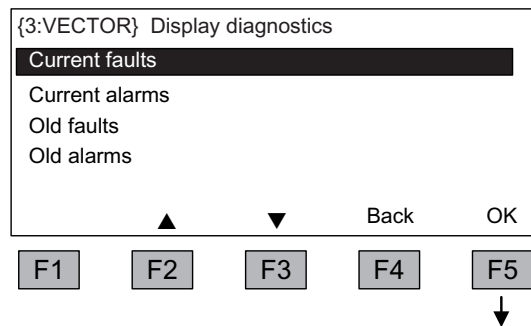 {3:VECTOR} Display diagnostics
Current faults
Current alarms
Old faults
Old alarms
▲ ▼ Back OK
F1 F2 F3 F4 F5